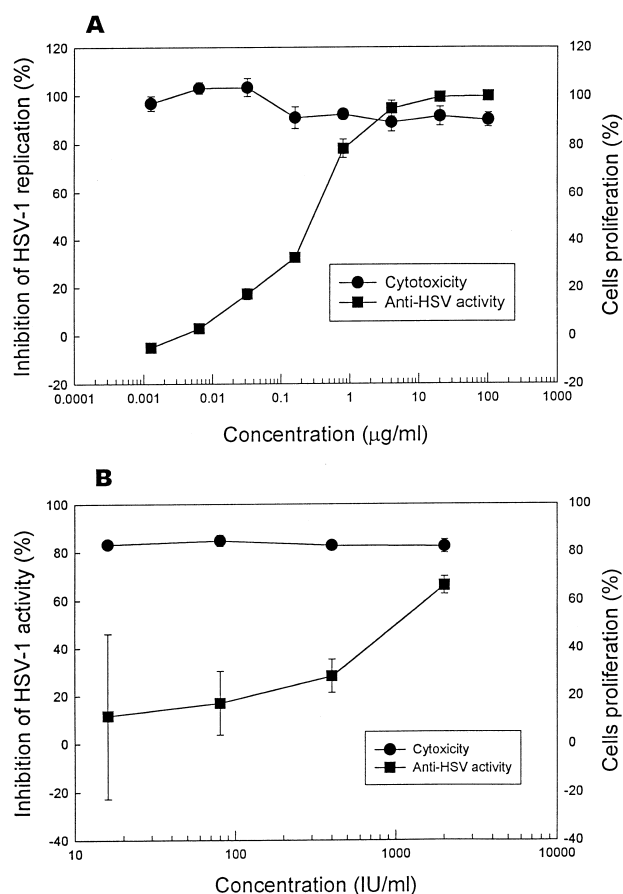 A
Inhibition of HSV-1 replication (%)
120
100
80
60
40
20
0
-20
120
100
80
60
40
20
0
-20
Cells proliferation (%)
Cytotoxicity
Anti-HSV activity
0.0001 0.001 0.01 0.1 1 10 100 1000
Concentration (μg/ml)
B
Inhibition of HSV-1 activity (%)
100
80
60
40
20
0
-20
-40
100
80
60
40
20
0
-20
-40
Cells proliferation (%)
Cytoxicity
Anti-HSV activity
10 100 1000 10000
Concentration (IU/ml)